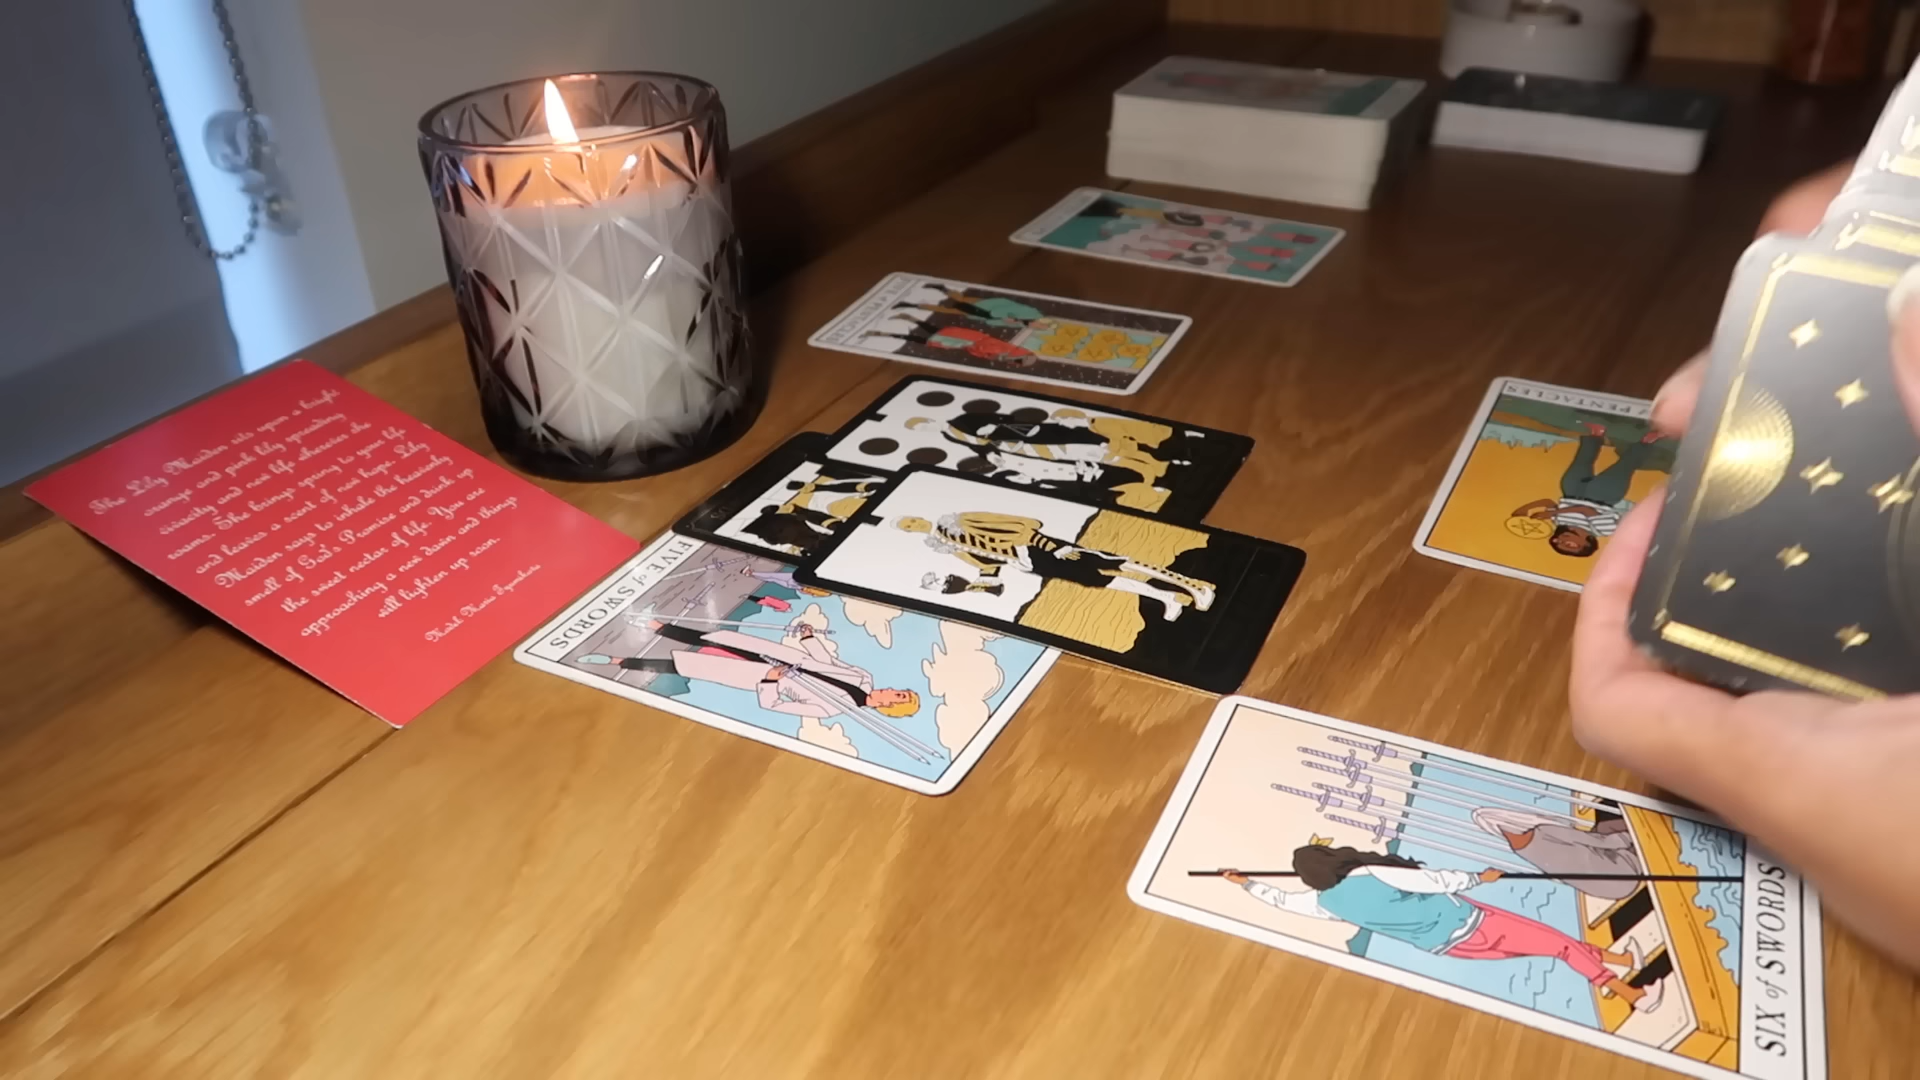 The Lily Maiden sits upon a bright
orange and pink lily spreading
vivacity and new life wherever she
roams. She brings spring to your life
and leaves a scent of new hope. Lily
Maiden says to inhale the heavenly
smell of God's Promise and drink up
the sweet nectar of life. You are
approaching a new dawn and things
will lighten up soon.
FIVE of SWORDS
of PENTACLES
PENTACLES
SIX of SWORDS